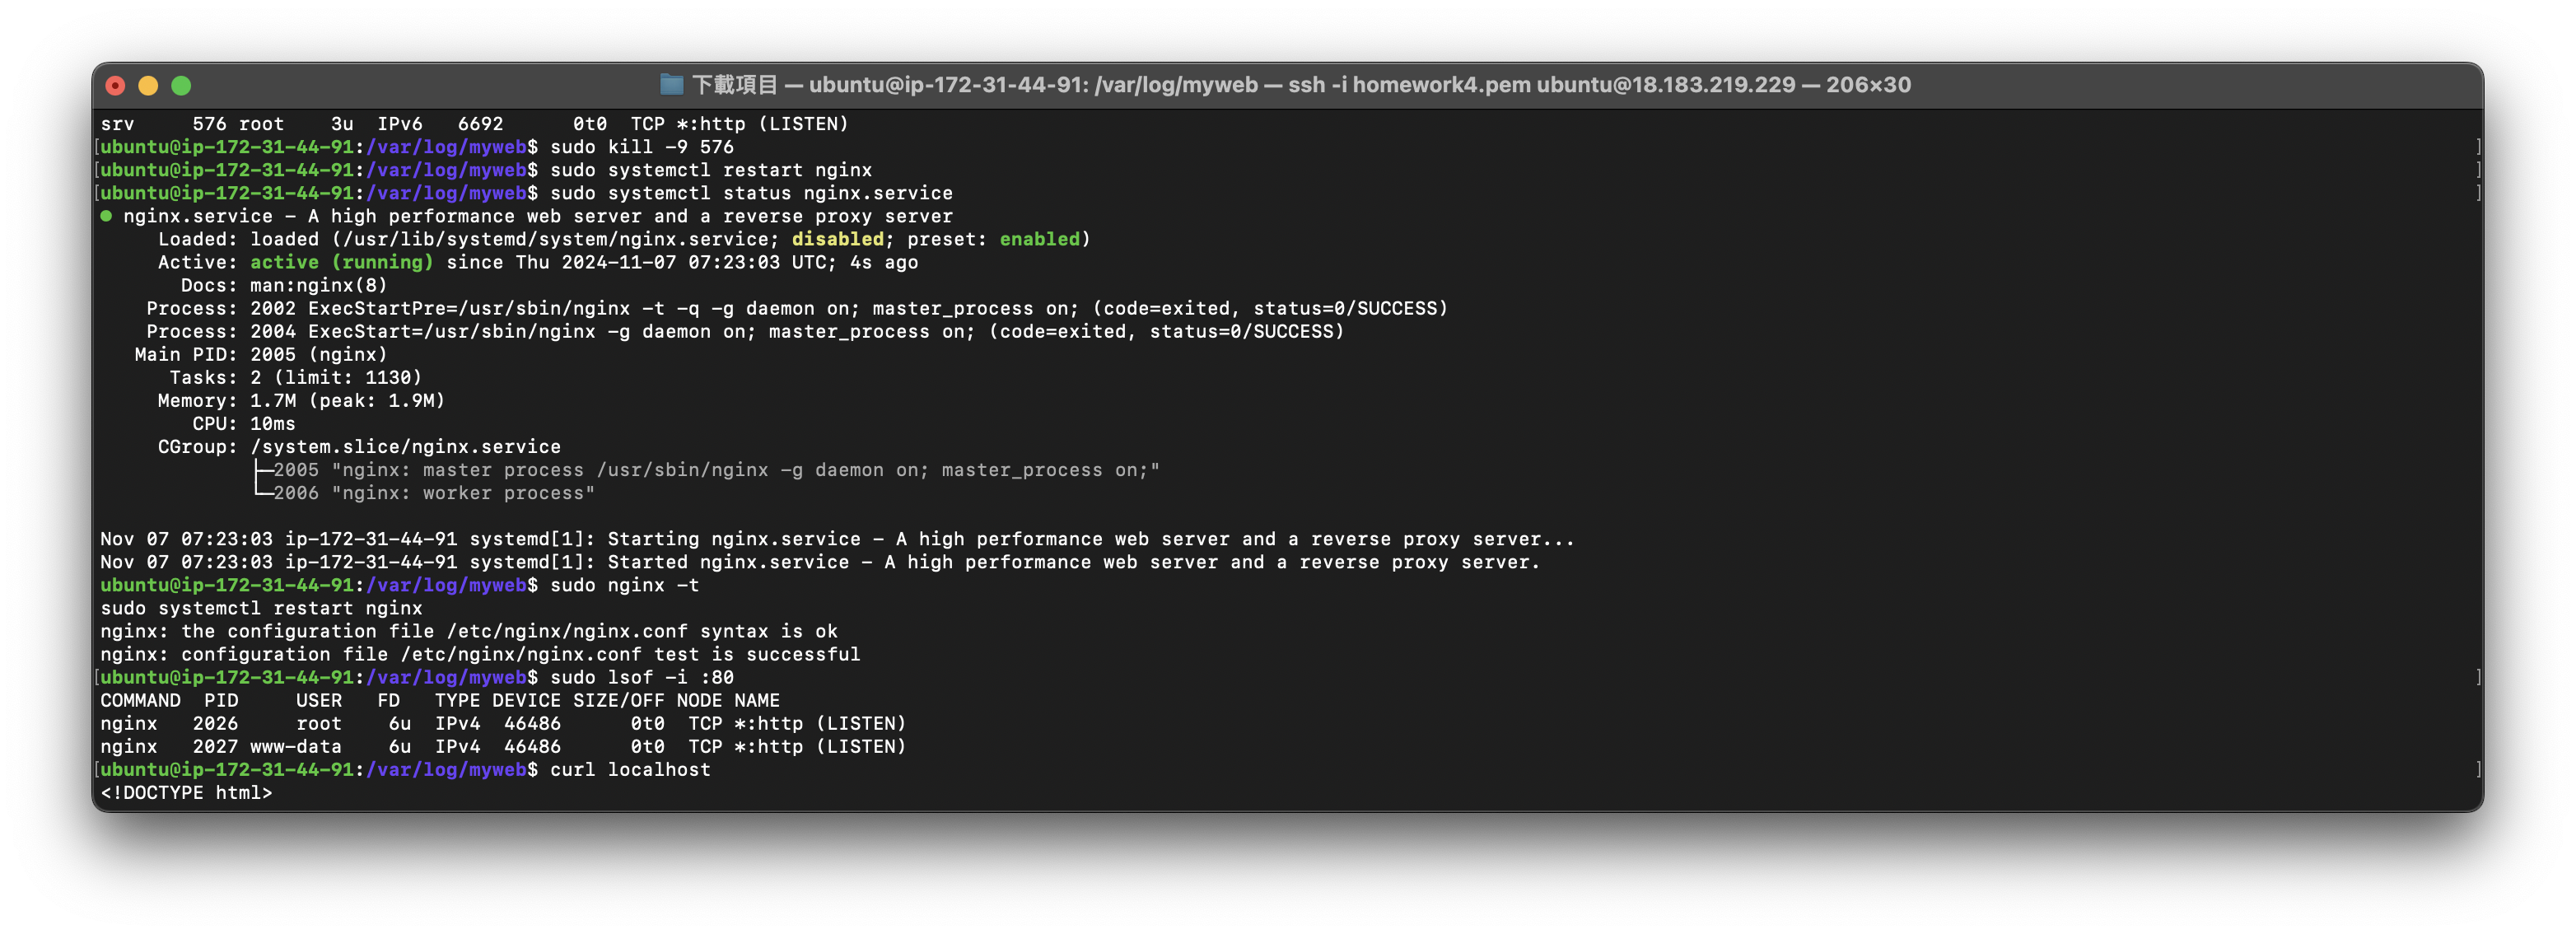 下載項目 — ubuntu@ip-172-31-44-91: /var/log/myweb — ssh -i homework4.pem ubuntu@18.183.219.229 — 206×30
srv     576 root    3u  IPv6   6692      0t0  TCP *:http (LISTEN)
[ubuntu@ip-172-31-44-91:/var/log/myweb$ sudo kill -9 576 ]
[ubuntu@ip-172-31-44-91:/var/log/myweb$ sudo systemctl restart nginx ]
[ubuntu@ip-172-31-44-91:/var/log/myweb$ sudo systemctl status nginx.service ]
● nginx.service - A high performance web server and a reverse proxy server
     Loaded: loaded (/usr/lib/systemd/system/nginx.service; disabled; preset: enabled)
     Active: active (running) since Thu 2024-11-07 07:23:03 UTC; 4s ago
       Docs: man:nginx(8)
    Process: 2002 ExecStartPre=/usr/sbin/nginx -t -q -g daemon on; master_process on; (code=exited, status=0/SUCCESS)
    Process: 2004 ExecStart=/usr/sbin/nginx -g daemon on; master_process on; (code=exited, status=0/SUCCESS)
   Main PID: 2005 (nginx)
      Tasks: 2 (limit: 1130)
     Memory: 1.7M (peak: 1.9M)
        CPU: 10ms
     CGroup: /system.slice/nginx.service
             ├─2005 "nginx: master process /usr/sbin/nginx -g daemon on; master_process on;"
             └─2006 "nginx: worker process"
Nov 07 07:23:03 ip-172-31-44-91 systemd[1]: Starting nginx.service - A high performance web server and a reverse proxy server...
Nov 07 07:23:03 ip-172-31-44-91 systemd[1]: Started nginx.service - A high performance web server and a reverse proxy server.
ubuntu@ip-172-31-44-91:/var/log/myweb$ sudo nginx -t
sudo systemctl restart nginx
nginx: the configuration file /etc/nginx/nginx.conf syntax is ok
nginx: configuration file /etc/nginx/nginx.conf test is successful
[ubuntu@ip-172-31-44-91:/var/log/myweb$ sudo lsof -i :80 ]
COMMAND  PID     USER   FD   TYPE DEVICE SIZE/OFF NODE NAME
nginx   2026     root    6u  IPv4  46486      0t0  TCP *:http (LISTEN)
nginx   2027 www-data    6u  IPv4  46486      0t0  TCP *:http (LISTEN)
[ubuntu@ip-172-31-44-91:/var/log/myweb$ curl localhost ]
<!DOCTYPE html>